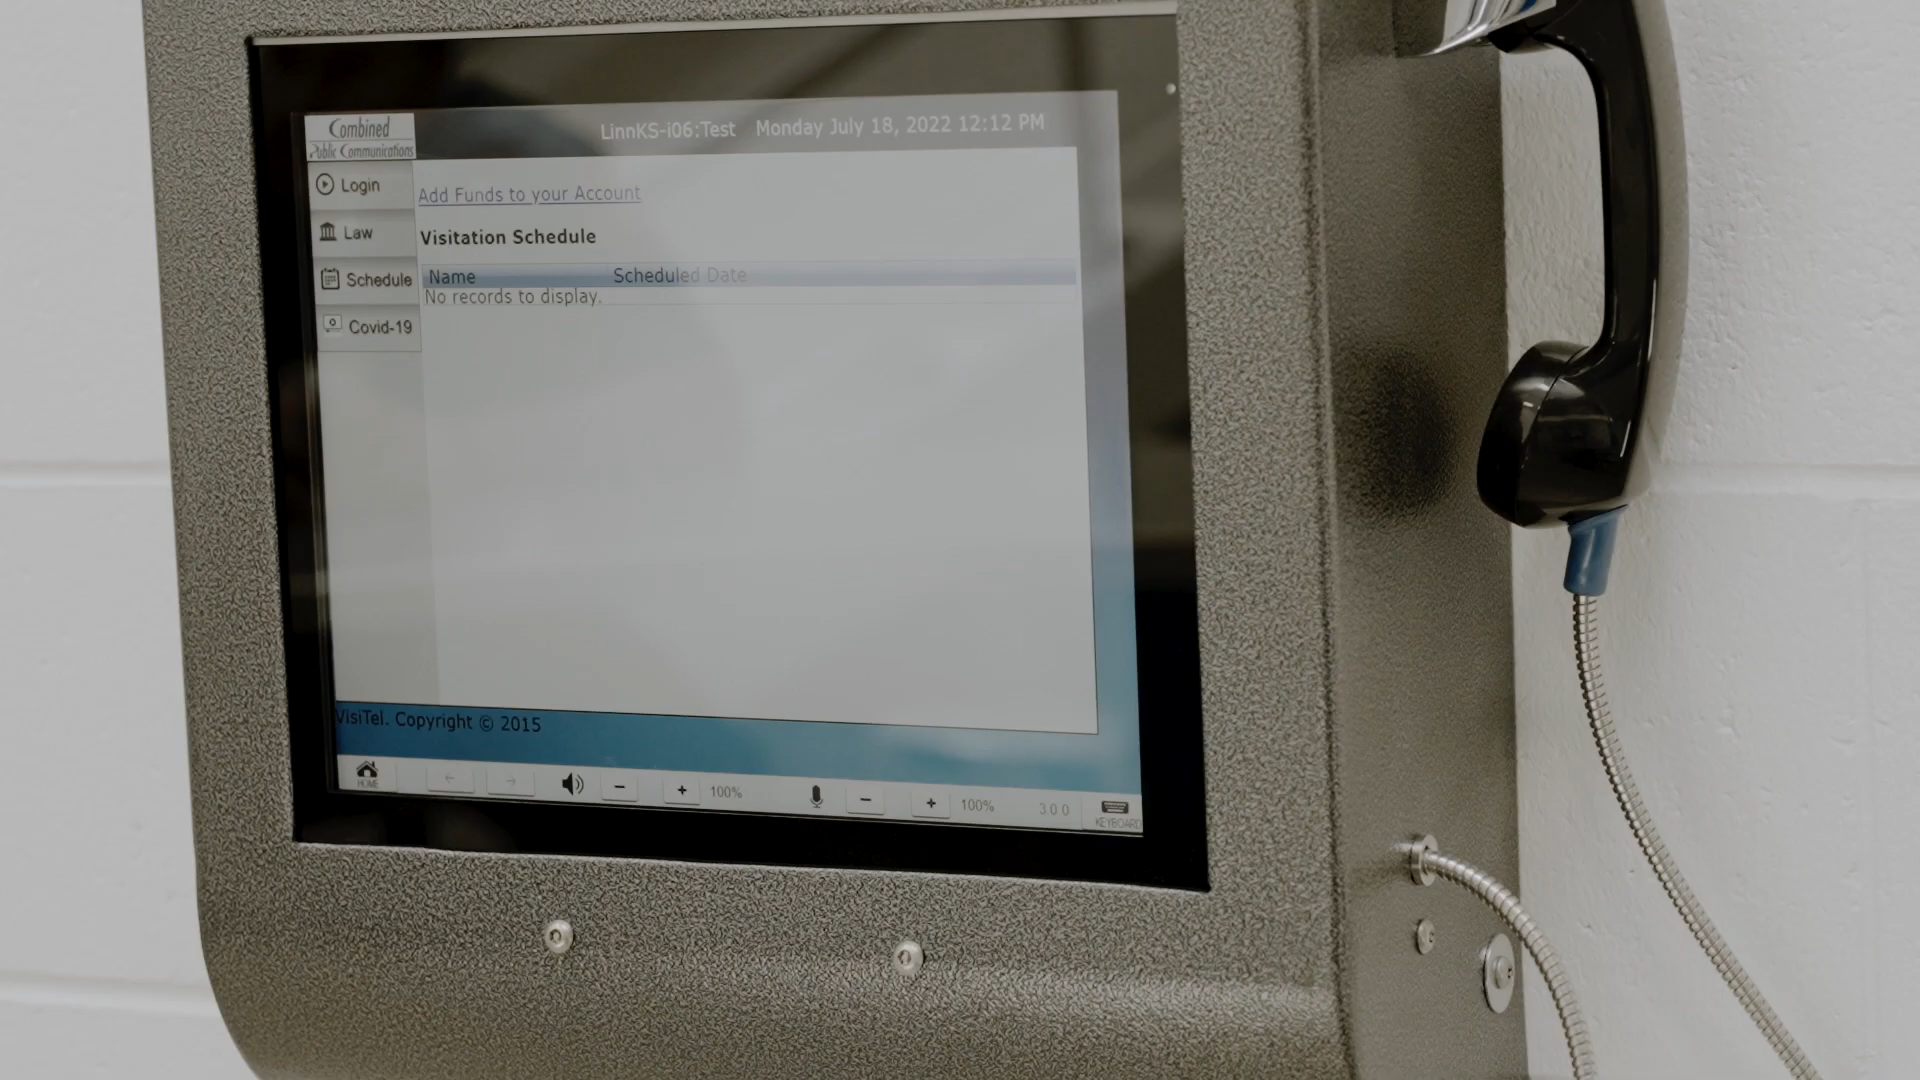 Combined
Public Communications
LinnKS-i06:Test Monday July 18, 2022 12:12 PM
Login
Law
Schedule
Covid-19
Add Funds to your Account
Visitation Schedule
Name Scheduled Date
No records to display.
VisiTel. Copyright © 2015
HOME
← → − + 100% − + 100% 3.0.0
KEYBOARD